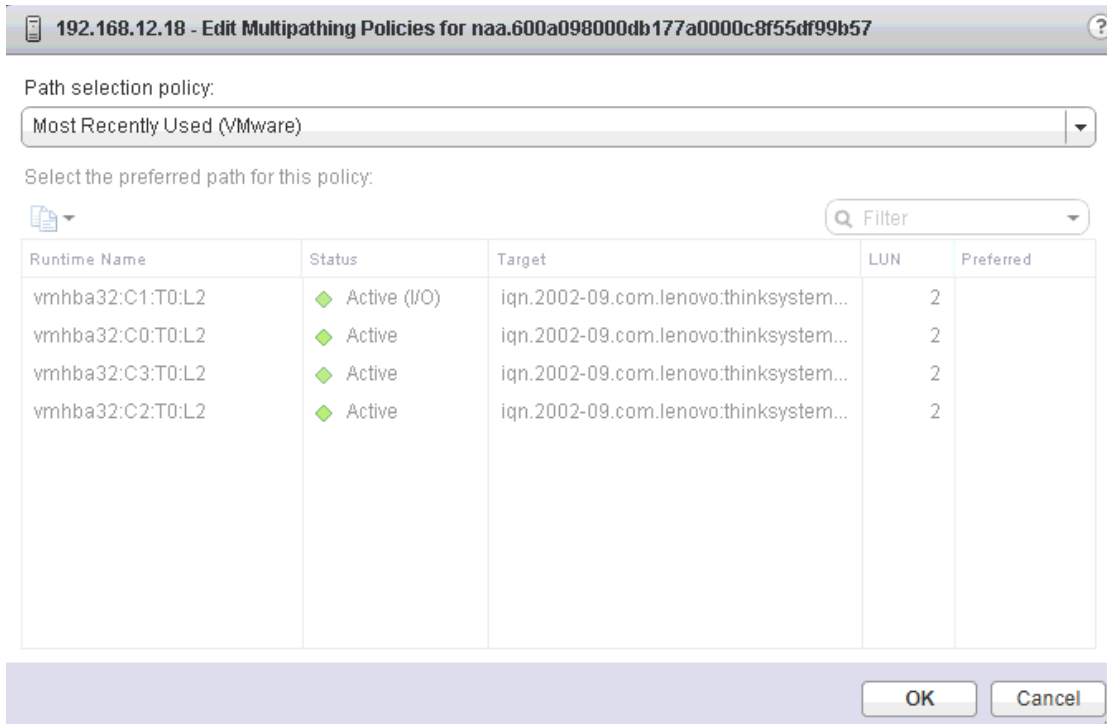 192.168.12.18 - Edit Multipathing Policies for naa.600a098000db177a0000c8f55df99b57 ?
Path selection policy:
Most Recently Used (VMware)
Select the preferred path for this policy:
Filter
Runtime Name Status Target LUN Preferred
vmhba32:C1:T0:L2 Active (I/O) iqn.2002-09.com.lenovo:thinksystem... 2
vmhba32:C0:T0:L2 Active iqn.2002-09.com.lenovo:thinksystem... 2
vmhba32:C3:T0:L2 Active iqn.2002-09.com.lenovo:thinksystem... 2
vmhba32:C2:T0:L2 Active iqn.2002-09.com.lenovo:thinksystem... 2
OK Cancel